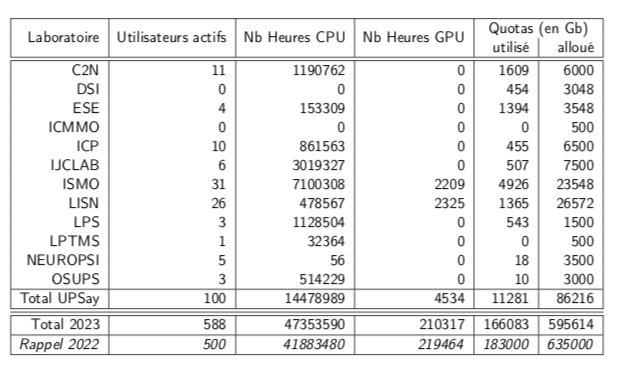 Laboratoire Utilisateurs actifs Nb Heures CPU Nb Heures GPU Quotas (en Gb)
utilisé alloué
C2N 11 1190762 0 1609 6000
DSI 0 0 0 454 3048
ESE 4 153309 0 1394 3548
ICMMO 0 0 0 0 500
ICP 10 861563 0 455 6500
IJCLAB 6 3019327 0 507 7500
ISMO 31 7100308 2209 4926 23548
LISN 26 478567 2325 1365 26572
LPS 3 1128504 0 543 1500
LPTMS 1 32364 0 0 500
NEUROPSI 5 56 0 18 3500
OSUPS 3 514229 0 10 3000
Total UPSay 100 14478989 4534 11281 86216
Total 2023 588 47353590 210317 166083 595614
Rappel 2022 500 41883480 219464 183000 635000